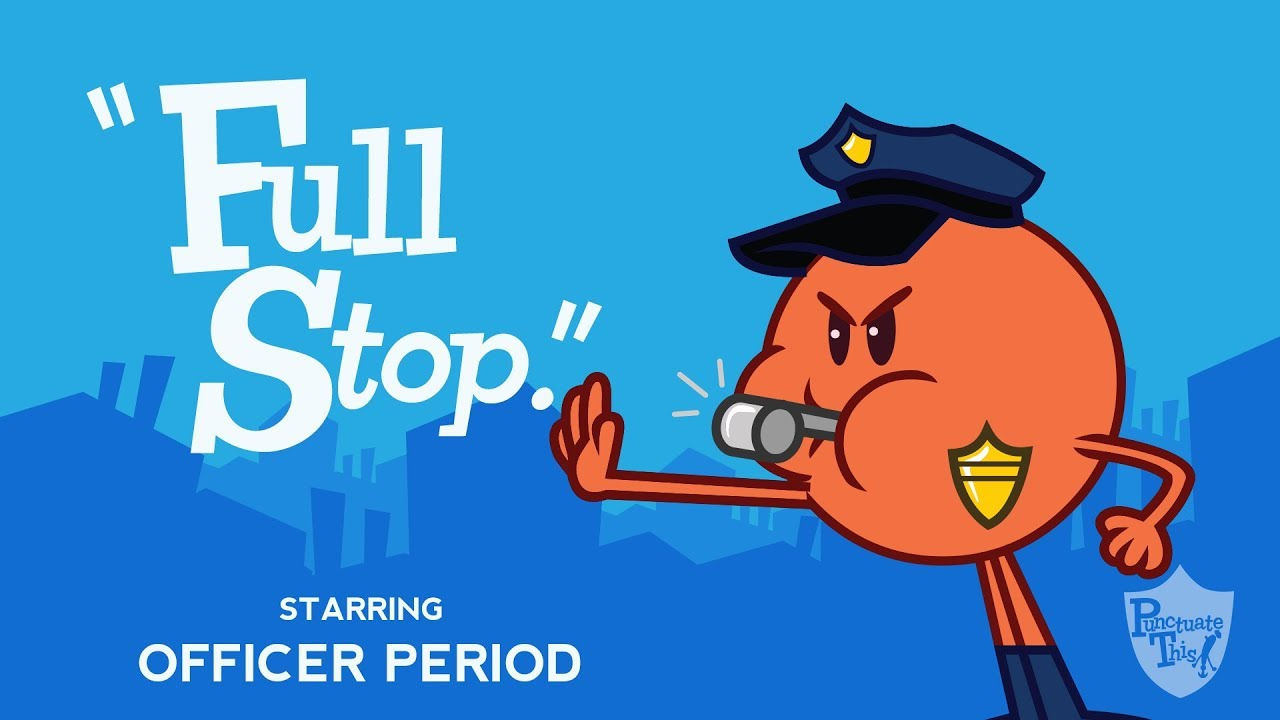 "Full
Stop."
STARRING
OFFICER PERIOD
Punctuate
This!